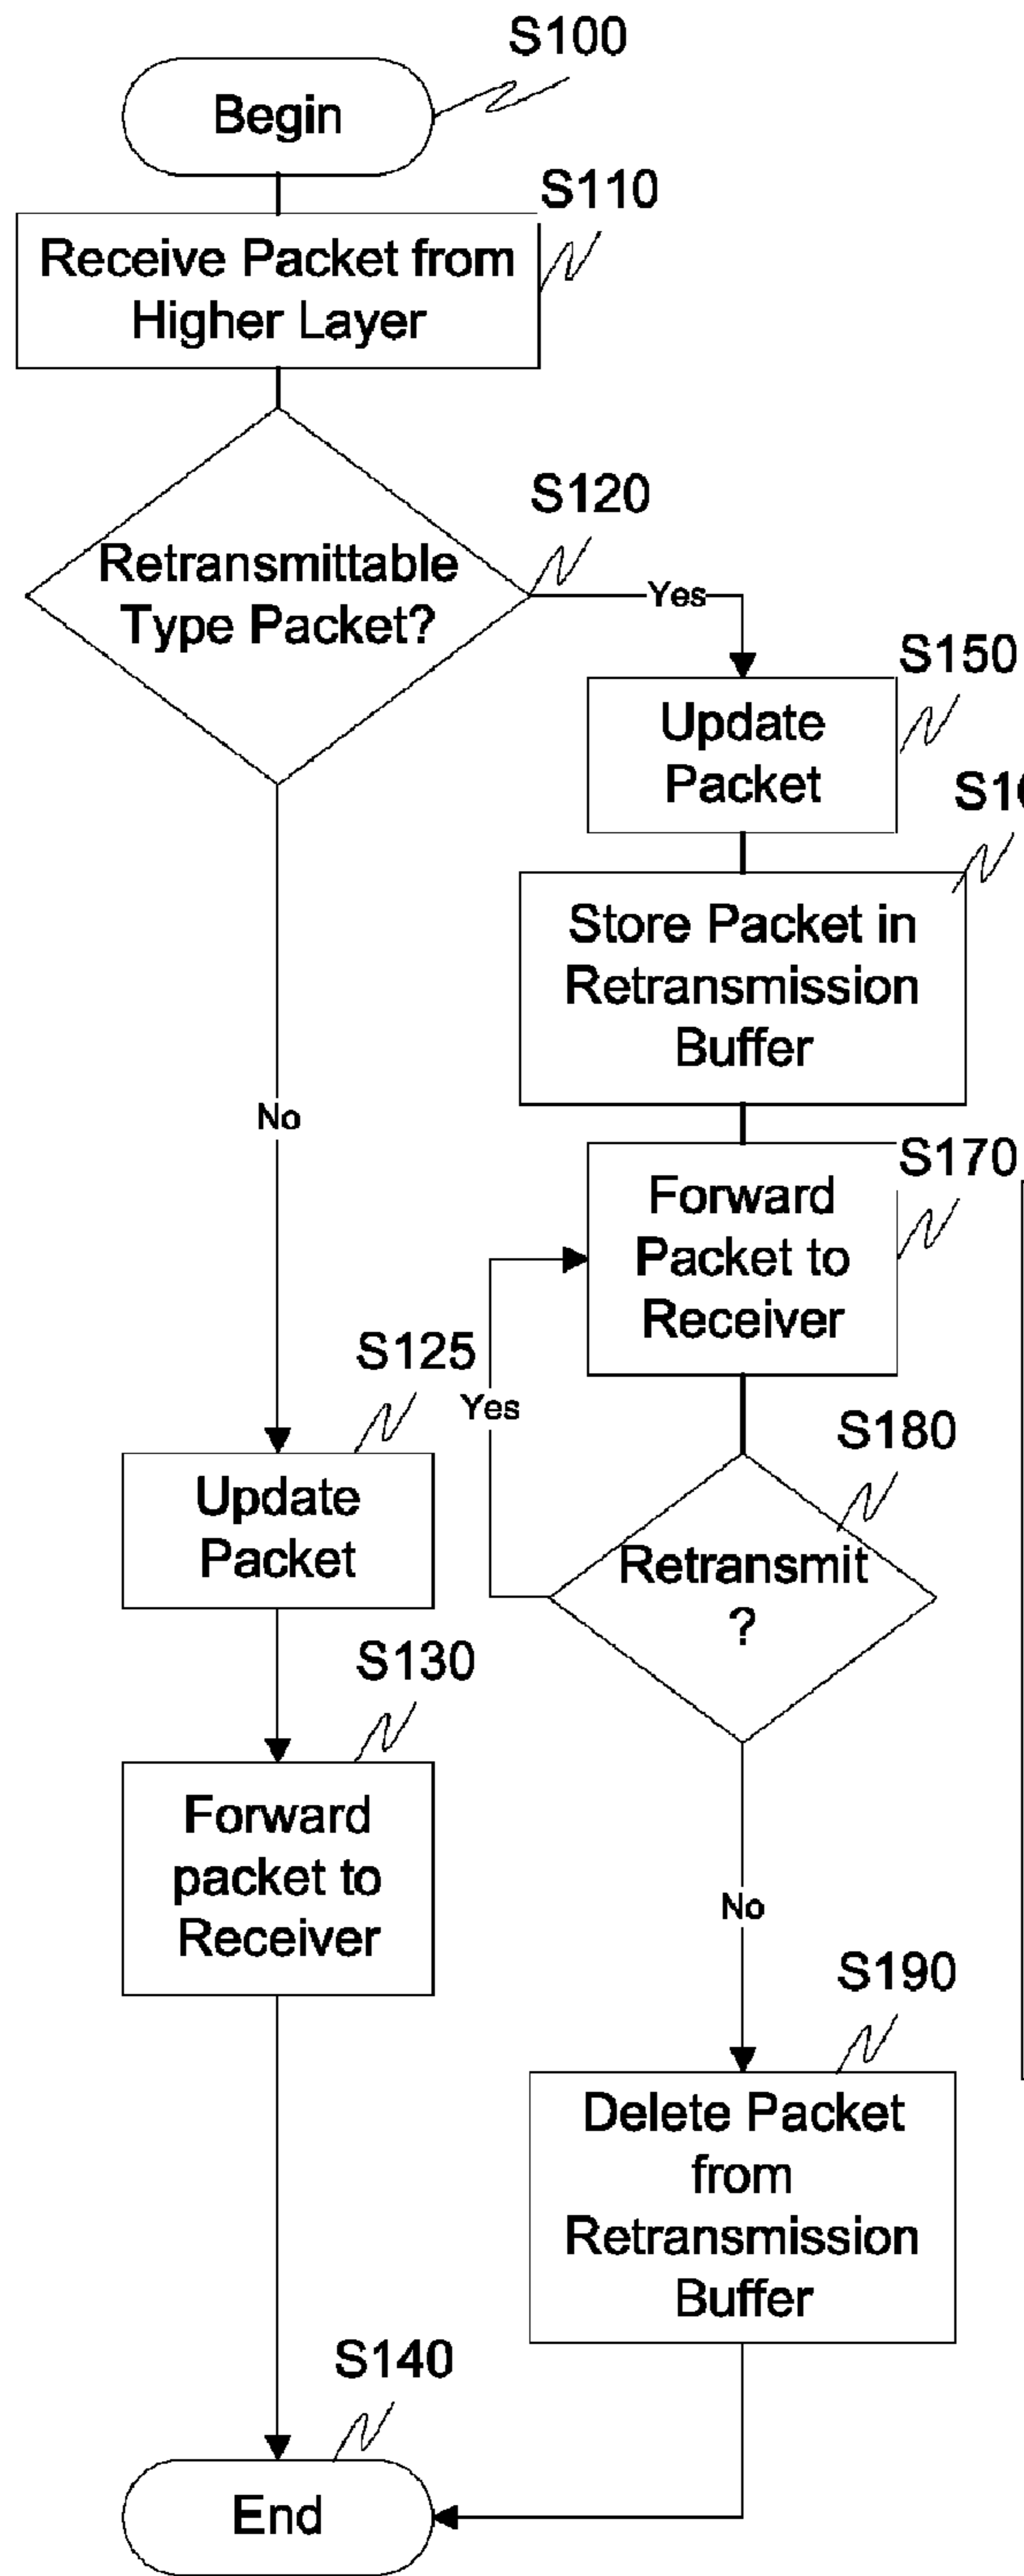 S100
Begin
S110
Receive Packet from
Higher Layer
S120
Retransmittable
Type Packet?
Yes
S150
Update
Packet
Store Packet in
Retransmission
Buffer
No
S170
Forward
Packet to
Receiver
S125
Yes
S180
Update
Packet
Retransmit
?
S130
Forward
packet to
Receiver
No
S190
Delete Packet
from
Retransmission
Buffer
S140
End